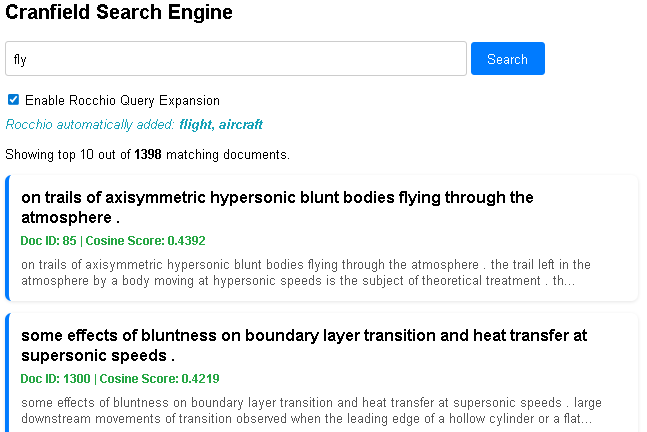 Cranfield Search Engine
fly
Search
Enable Rocchio Query Expansion
Rocchio automatically added: flight, aircraft
Showing top 10 out of 1398 matching documents.
on trails of axisymmetric hypersonic blunt bodies flying through the
atmosphere .
Doc ID: 85 | Cosine Score: 0.4392
on trails of axisymmetric hypersonic blunt bodies flying through the atmosphere . the trail left in the
atmosphere by a body moving at hypersonic speeds is the subject of theoretical treatment . th...
some effects of bluntness on boundary layer transition and heat transfer at
supersonic speeds .
Doc ID: 1300 | Cosine Score: 0.4219
some effects of bluntness on boundary layer transition and heat transfer at supersonic speeds . large
downstream movements of transition observed when the leading edge of a hollow cylinder or a flat...